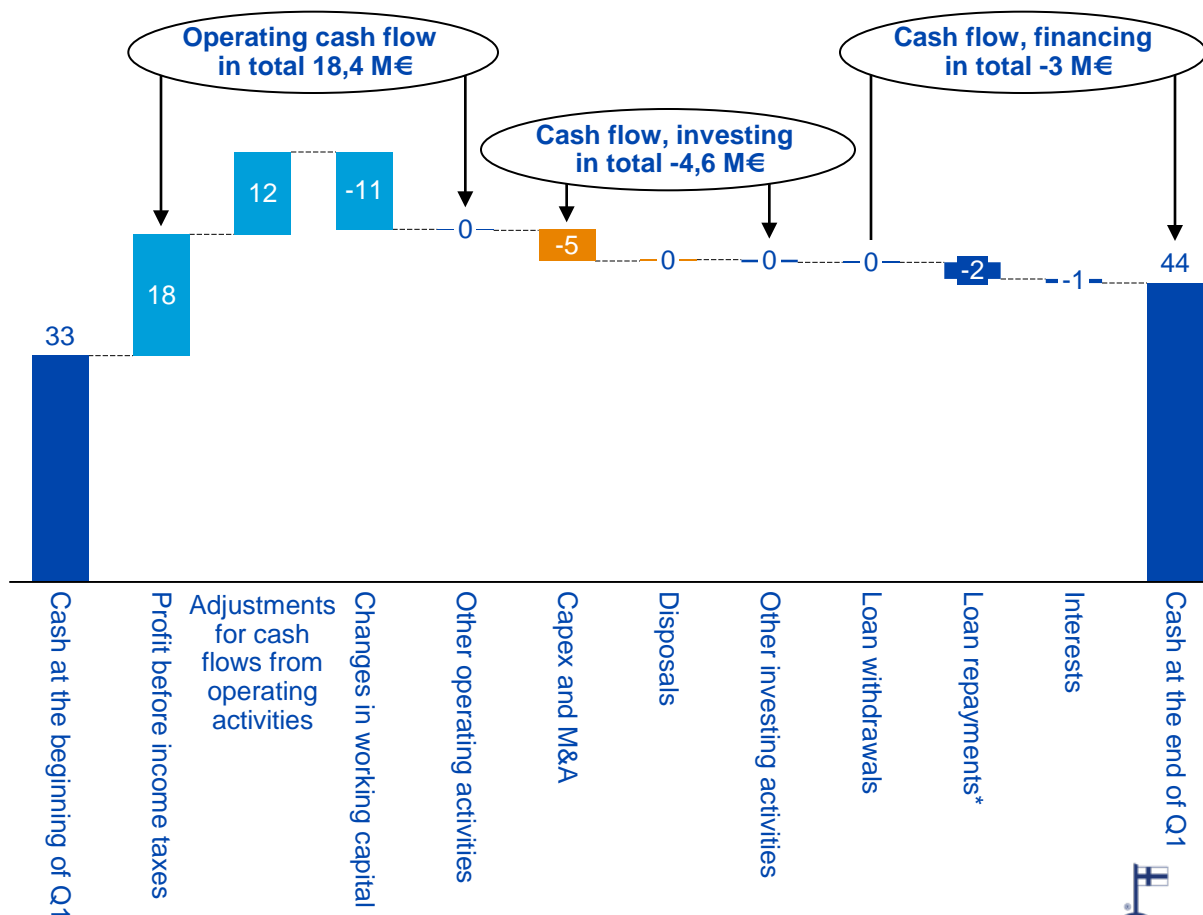 Operating cash flow
in total 18,4 M€
Cash flow, financing
in total -3 M€
Cash flow, investing
in total -4,6 M€
33
18
12
-11
0
-5
0
0
0
-2
-1
44
Cash at the beginning of Q1
Profit before income taxes
Adjustments
for cash
flows from
operating
activities
Changes in working capital
Other operating activities
Capex and M&A
Disposals
Other investing activities
Loan withdrawals
Loan repayments*
Interests
Cash at the end of Q1